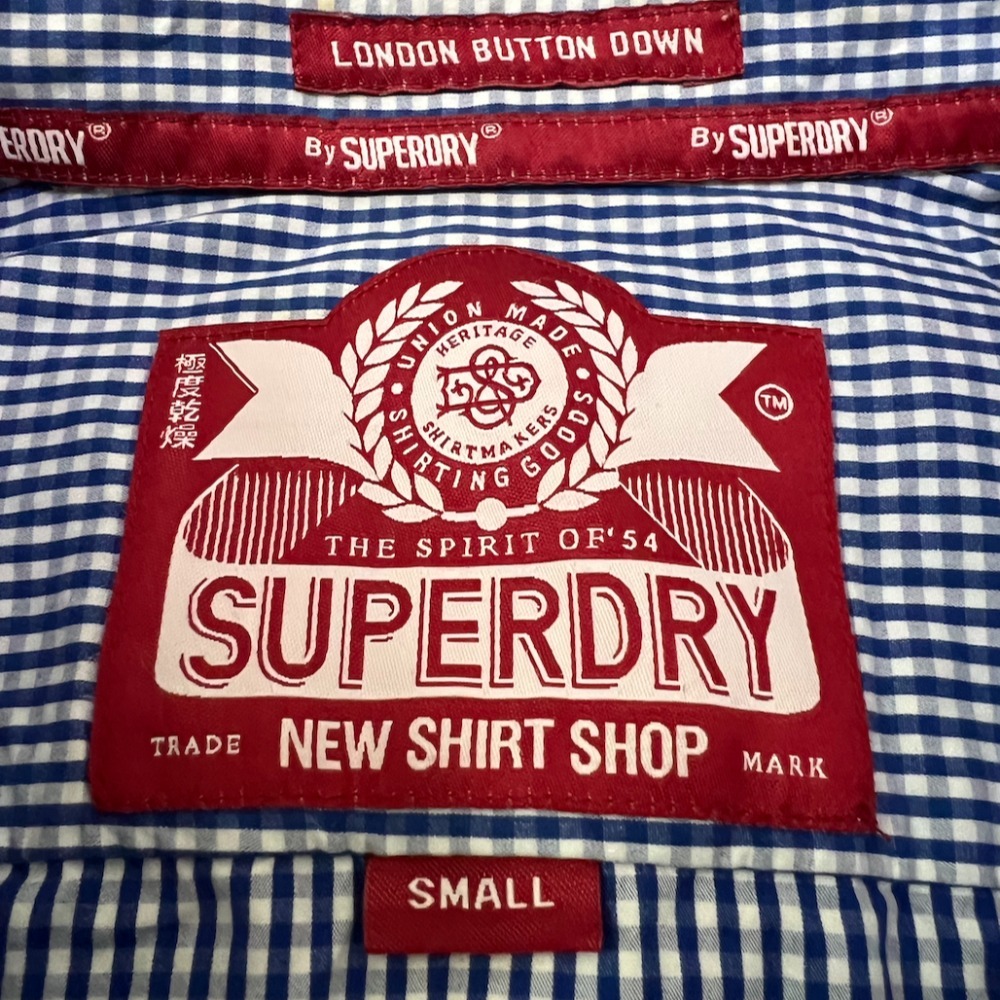 LONDON BUTTON DOWN
ERDRY® By SUPERDRY® By SUPERDRY®
極度乾燥
UNION MADE
HERITAGE
SHIRTMAKERS
SHIRTING GOODS
TM
THE SPIRIT OF '54
SUPERDRY
TRADE NEW SHIRT SHOP MARK
SMALL